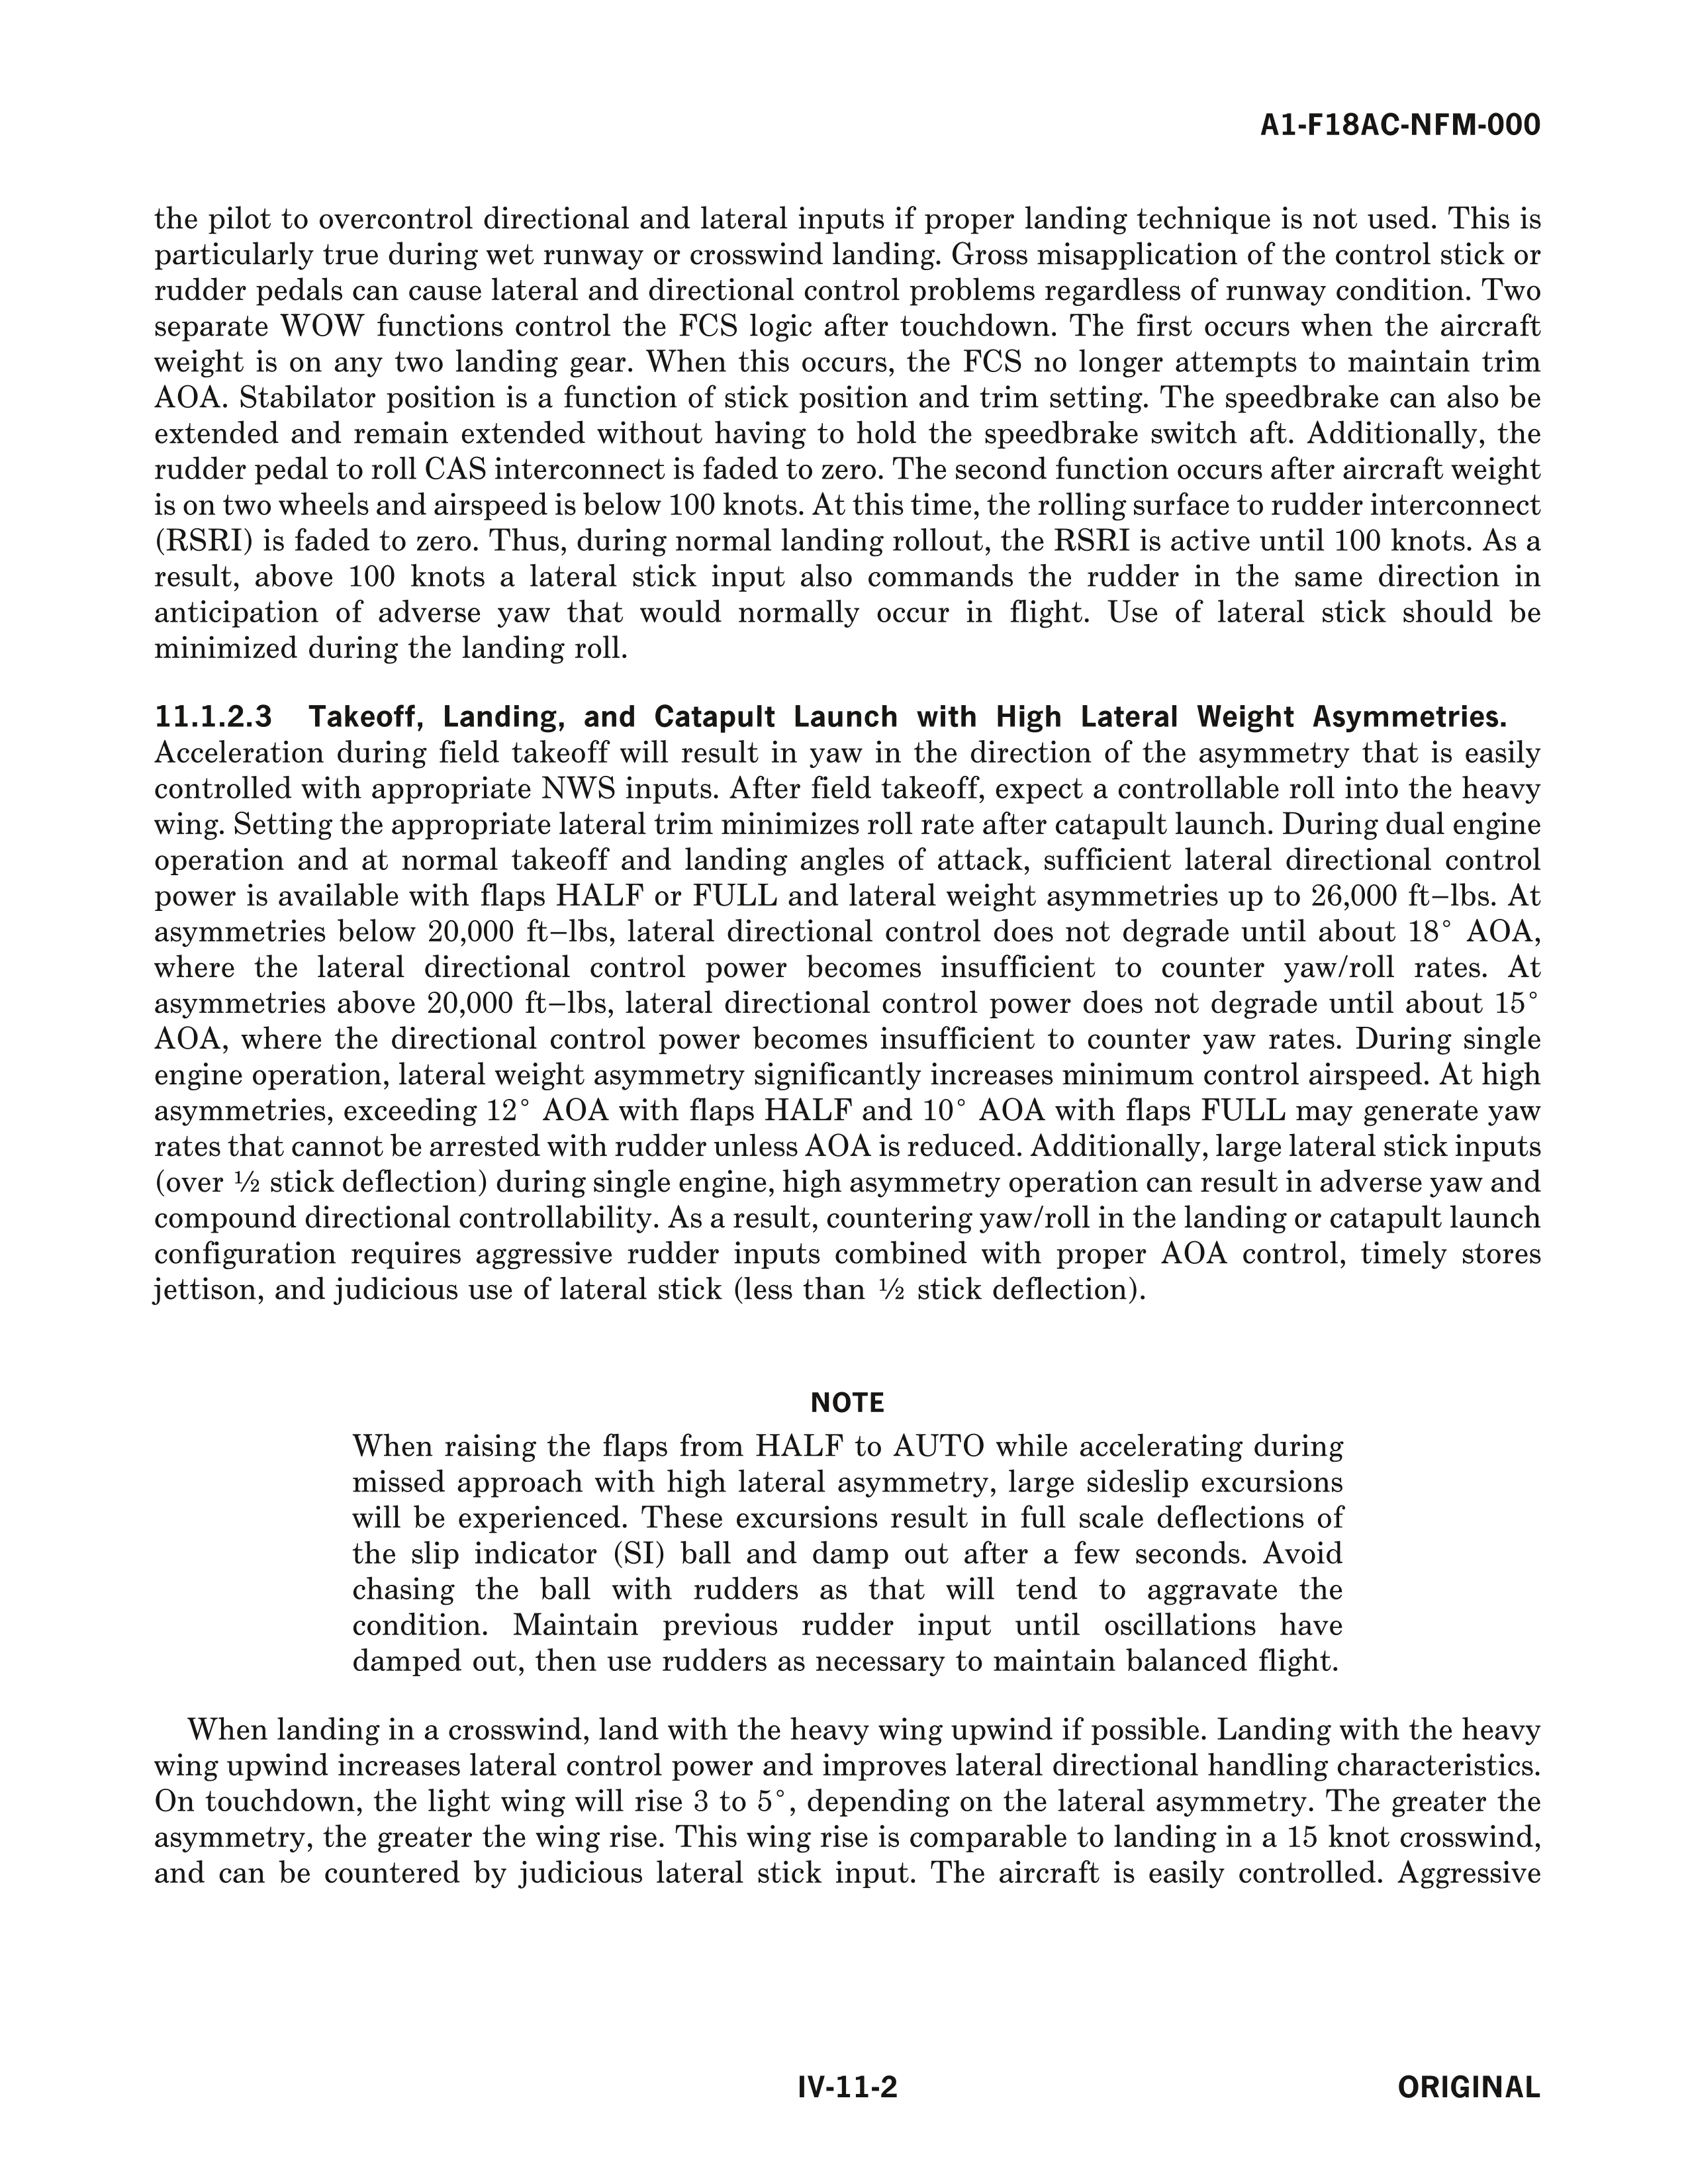 A1-F18AC-NFM-000
the pilot to overcontrol directional and lateral inputs if proper landing technique is not used. This is
particularly true during wet runway or crosswind landing. Gross misapplication of the control stick or
rudder pedals can cause lateral and directional control problems regardless of runway condition. Two
separate WOW functions control the FCS logic after touchdown. The first occurs when the aircraft
weight is on any two landing gear. When this occurs, the FCS no longer attempts to maintain trim
AOA. Stabilator position is a function of stick position and trim setting. The speedbrake can also be
extended and remain extended without having to hold the speedbrake switch aft. Additionally, the
rudder pedal to roll CAS interconnect is faded to zero. The second function occurs after aircraft weight
is on two wheels and airspeed is below 100 knots. At this time, the rolling surface to rudder interconnect
(RSRI) is faded to zero. Thus, during normal landing rollout, the RSRI is active until 100 knots. As a
result, above 100 knots a lateral stick input also commands the rudder in the same direction in
anticipation of adverse yaw that would normally occur in flight. Use of lateral stick should be
minimized during the landing roll.
11.1.2.3 Takeoff, Landing, and Catapult Launch with High Lateral Weight Asymmetries.
Acceleration during field takeoff will result in yaw in the direction of the asymmetry that is easily
controlled with appropriate NWS inputs. After field takeoff, expect a controllable roll into the heavy
wing. Setting the appropriate lateral trim minimizes roll rate after catapult launch. During dual engine
operation and at normal takeoff and landing angles of attack, sufficient lateral directional control
power is available with flaps HALF or FULL and lateral weight asymmetries up to 26,000 ft–lbs. At
asymmetries below 20,000 ft–lbs, lateral directional control does not degrade until about 18° AOA,
where the lateral directional control power becomes insufficient to counter yaw/roll rates. At
asymmetries above 20,000 ft–lbs, lateral directional control power does not degrade until about 15°
AOA, where the directional control power becomes insufficient to counter yaw rates. During single
engine operation, lateral weight asymmetry significantly increases minimum control airspeed. At high
asymmetries, exceeding 12° AOA with flaps HALF and 10° AOA with flaps FULL may generate yaw
rates that cannot be arrested with rudder unless AOA is reduced. Additionally, large lateral stick inputs
(over ½ stick deflection) during single engine, high asymmetry operation can result in adverse yaw and
compound directional controllability. As a result, countering yaw/roll in the landing or catapult launch
configuration requires aggressive rudder inputs combined with proper AOA control, timely stores
jettison, and judicious use of lateral stick (less than ½ stick deflection).
NOTE
When raising the flaps from HALF to AUTO while accelerating during
missed approach with high lateral asymmetry, large sideslip excursions
will be experienced. These excursions result in full scale deflections of
the slip indicator (SI) ball and damp out after a few seconds. Avoid
chasing the ball with rudders as that will tend to aggravate the
condition. Maintain previous rudder input until oscillations have
damped out, then use rudders as necessary to maintain balanced flight.
When landing in a crosswind, land with the heavy wing upwind if possible. Landing with the heavy
wing upwind increases lateral control power and improves lateral directional handling characteristics.
On touchdown, the light wing will rise 3 to 5°, depending on the lateral asymmetry. The greater the
asymmetry, the greater the wing rise. This wing rise is comparable to landing in a 15 knot crosswind,
and can be countered by judicious lateral stick input. The aircraft is easily controlled. Aggressive
IV-11-2
ORIGINAL